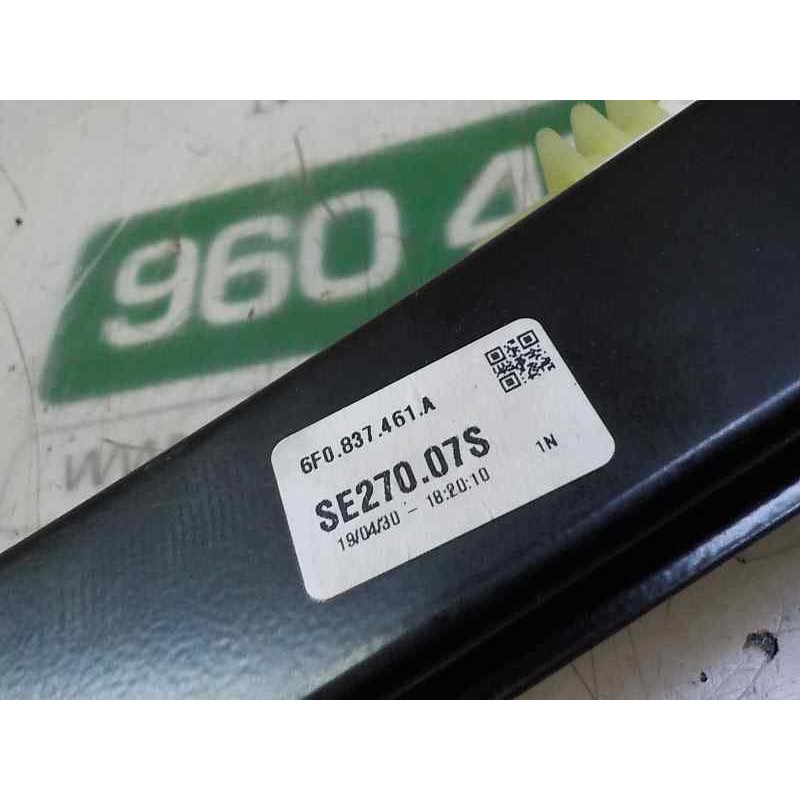 960 4
6F0.837.461.A
SE270.07S
19/04/30 - 18:20:10
1N